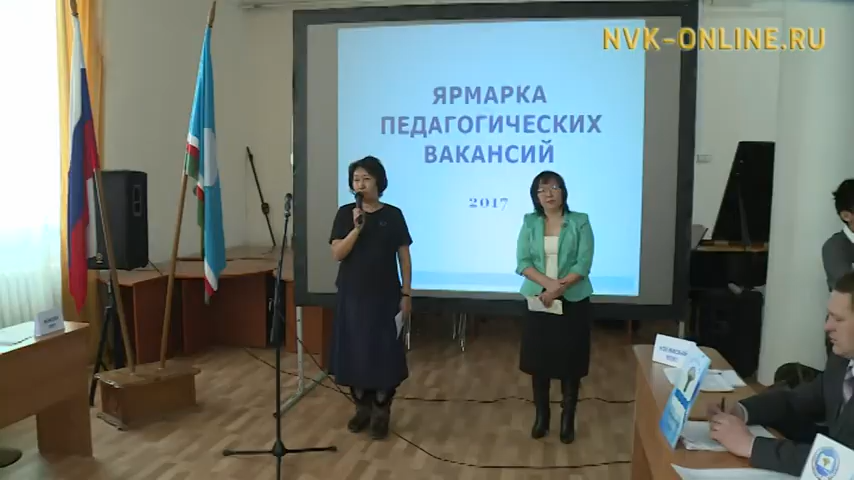 NVK-ONLINE.RU
ЯРМАРКА
ПЕДАГОГИЧЕСКИХ
ВАКАНСИЙ
2017